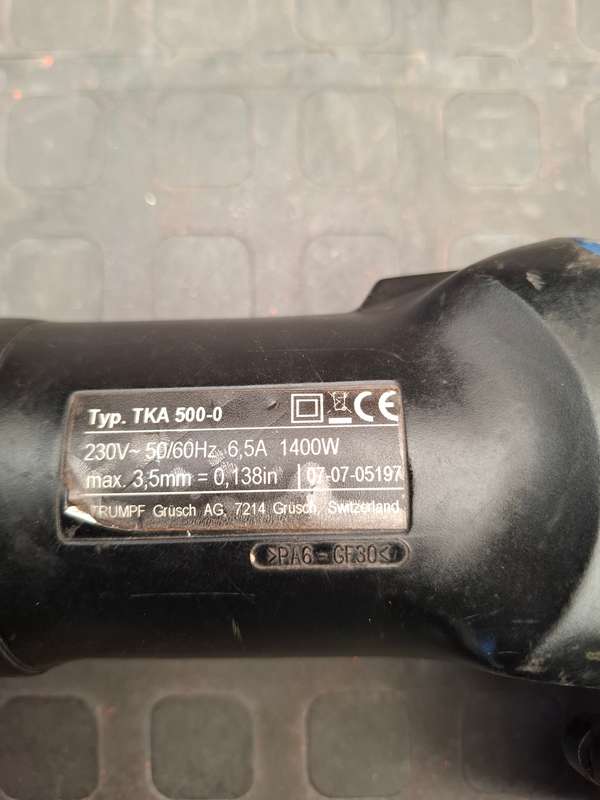 Typ. TKA 500-0 CE
230V~ 50/60Hz 6,5A 1400W
max. 3,5mm = 0,138in 07-07-05197
TRUMPF Grüsch AG, 7214 Grüsch, Switzerland
>PA6-GF30<